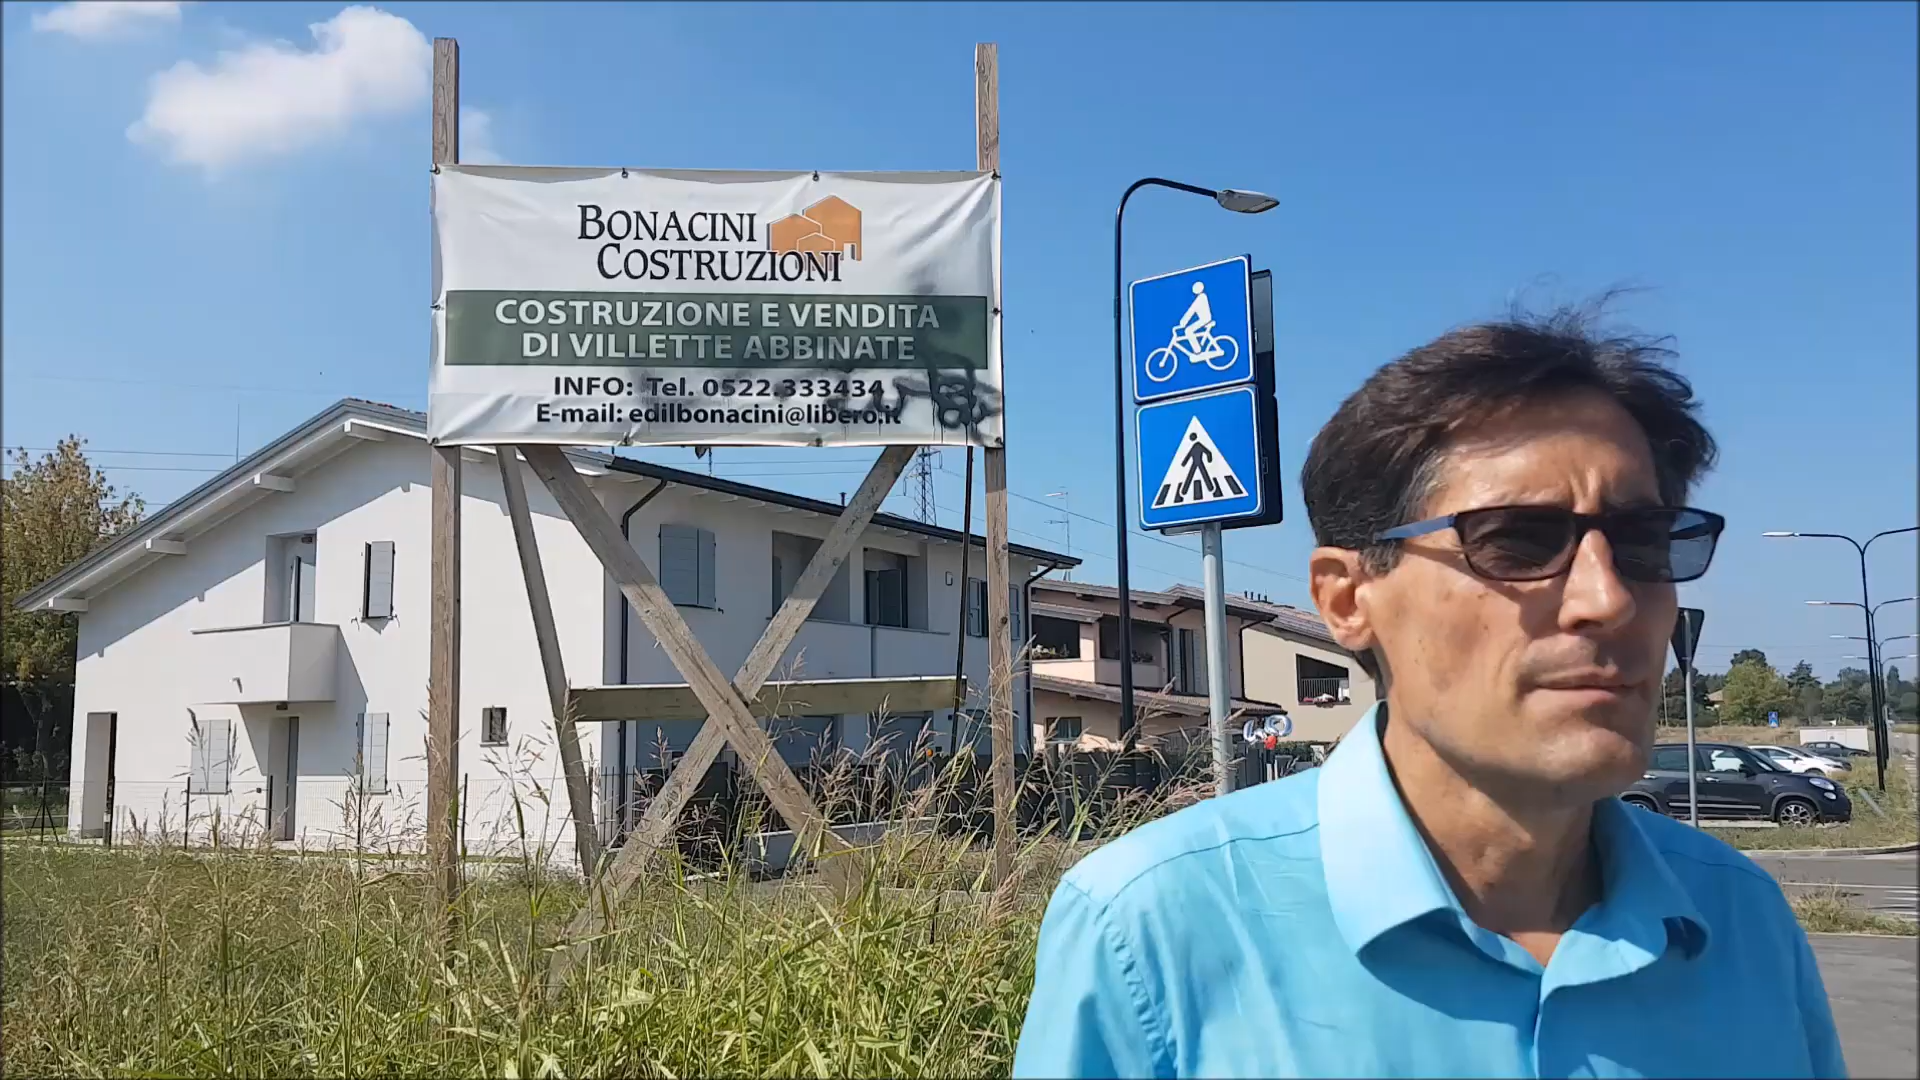 BONACINI
COSTRUZIONI
COSTRUZIONE E VENDITA
DI VILLETTE ABBINATE
INFO: Tel. 0522.333434
E-mail: edilbonacini@libero.it